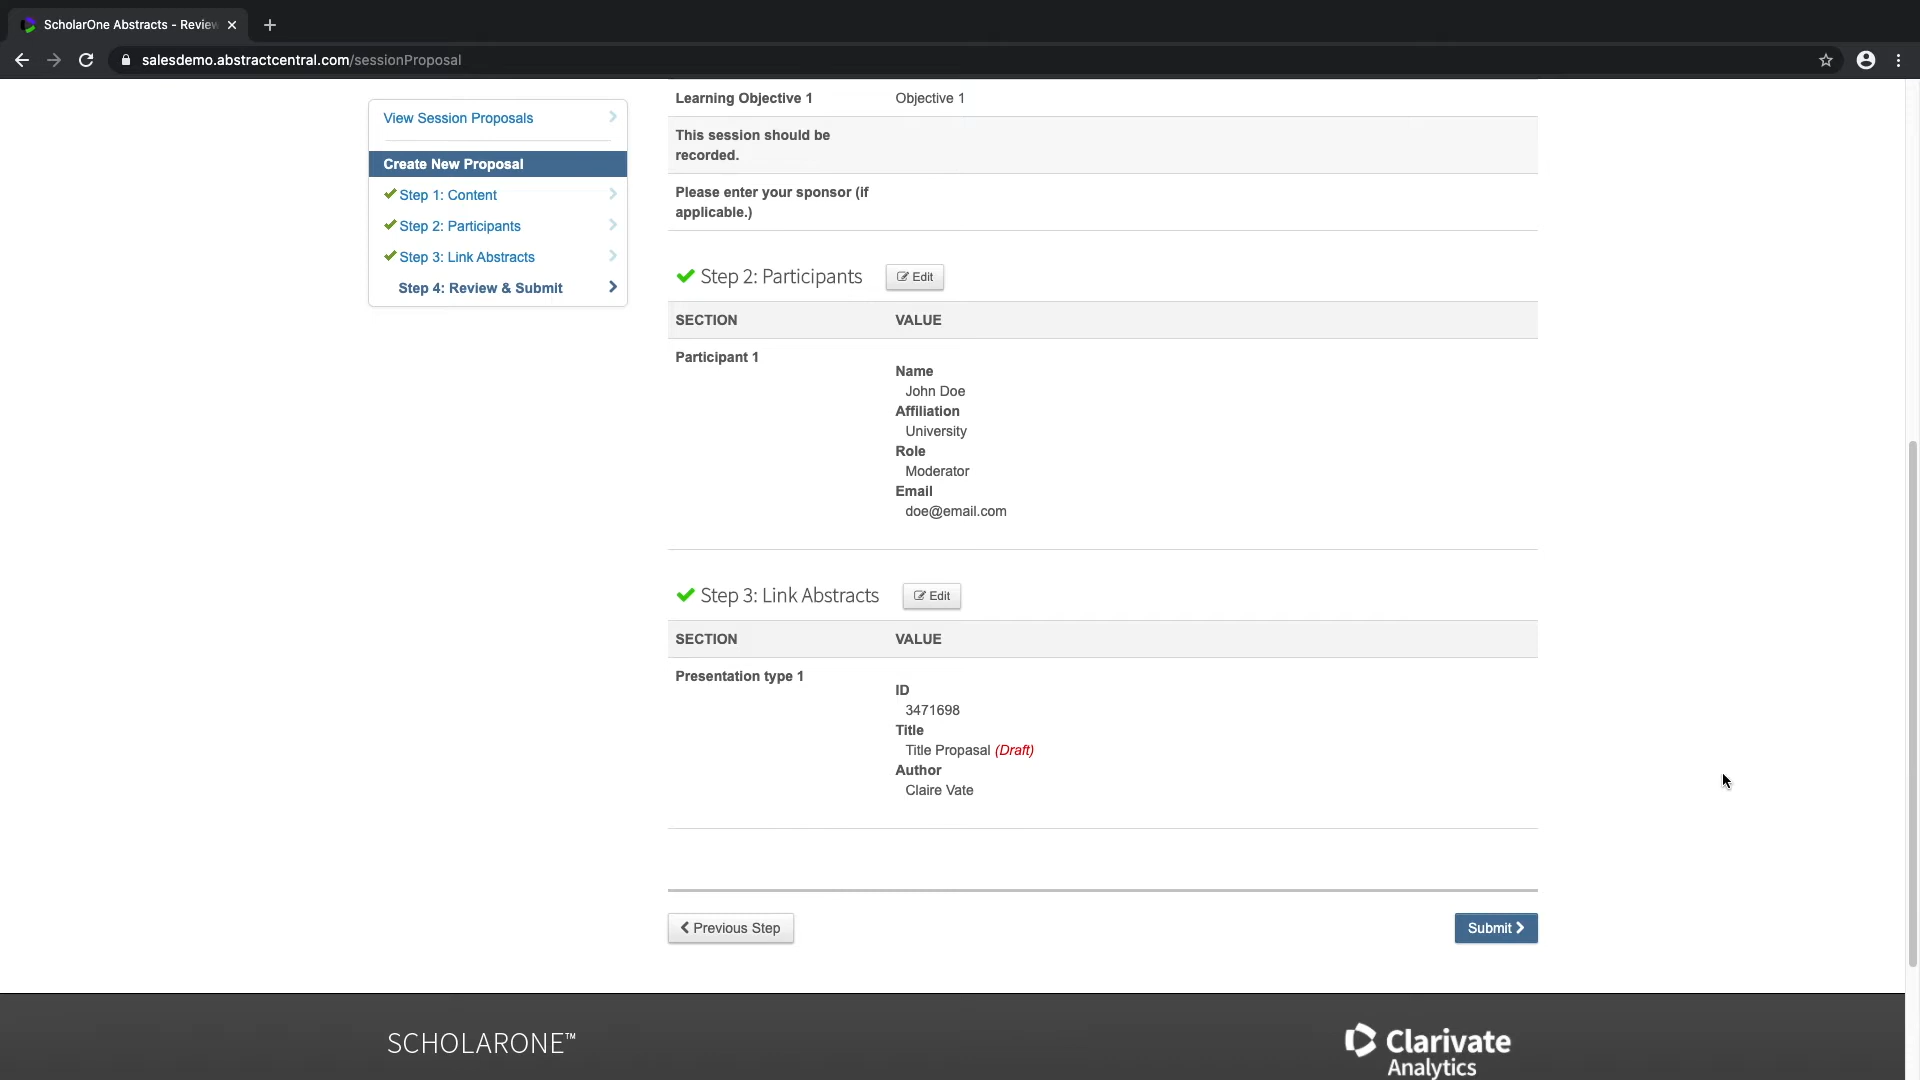 ScholarOne Abstracts - Review
salesdemo.abstractcentral.com/sessionProposal
View Session Proposals
Create New Proposal
Step 1: Content
Step 2: Participants
Step 3: Link Abstracts
Step 4: Review & Submit
Learning Objective 1 Objective 1
This session should be
recorded.
Please enter your sponsor (if
applicable.)
Step 2: Participants Edit
SECTION VALUE
Participant 1
Name
John Doe
Affiliation
University
Role
Moderator
Email
doe@email.com
Step 3: Link Abstracts Edit
SECTION VALUE
Presentation type 1
ID
3471698
Title
Title Propasal (Draft)
Author
Claire Vate
Previous Step Submit
SCHOLARONE™
Clarivate
Analytics